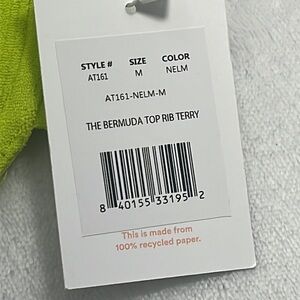 STYLE # SIZE COLOR
AT161 M NELM
AT161-NELM-M
THE BERMUDA TOP RIB TERRY
8 40155 33195 2
This is made from
100% recycled paper.